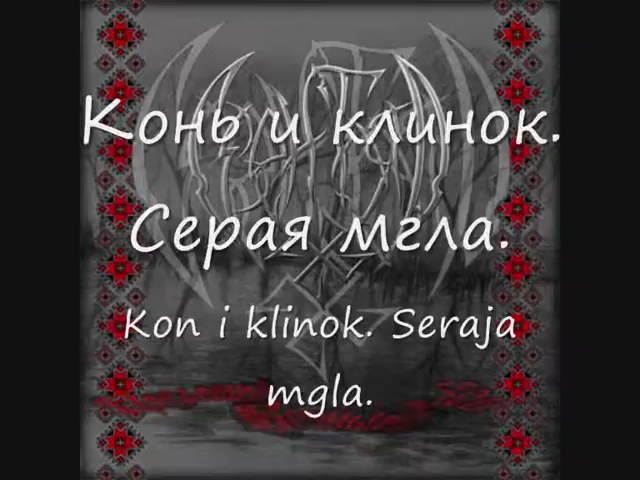 Конь и клинок.
Серая мгла.
Kon i klinok. Seraja
mgla.